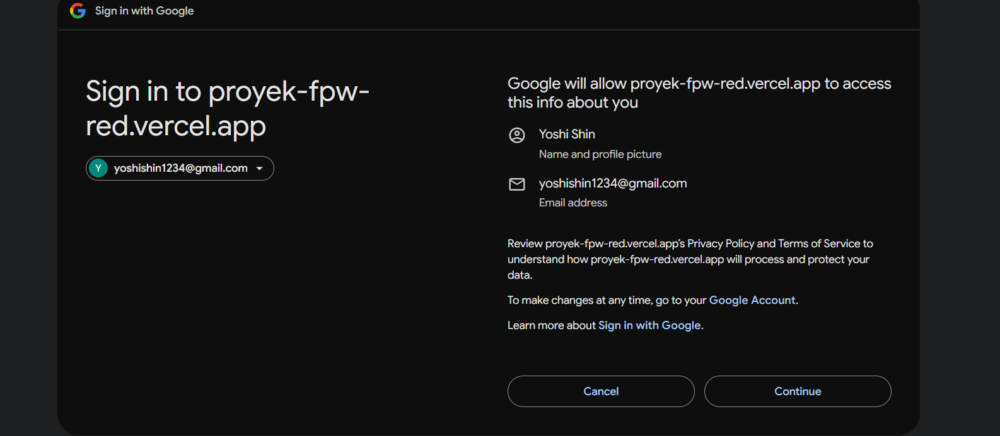 Sign in with Google
Sign in to proyek-fpw-
red.vercel.app
Y yoshishin1234@gmail.com
Google will allow proyek-fpw-red.vercel.app to access
this info about you
Yoshi Shin
Name and profile picture
yoshishin1234@gmail.com
Email address
Review proyek-fpw-red.vercel.app’s Privacy Policy and Terms of Service to
understand how proyek-fpw-red.vercel.app will process and protect your
data.
To make changes at any time, go to your Google Account.
Learn more about Sign in with Google.
Cancel
Continue